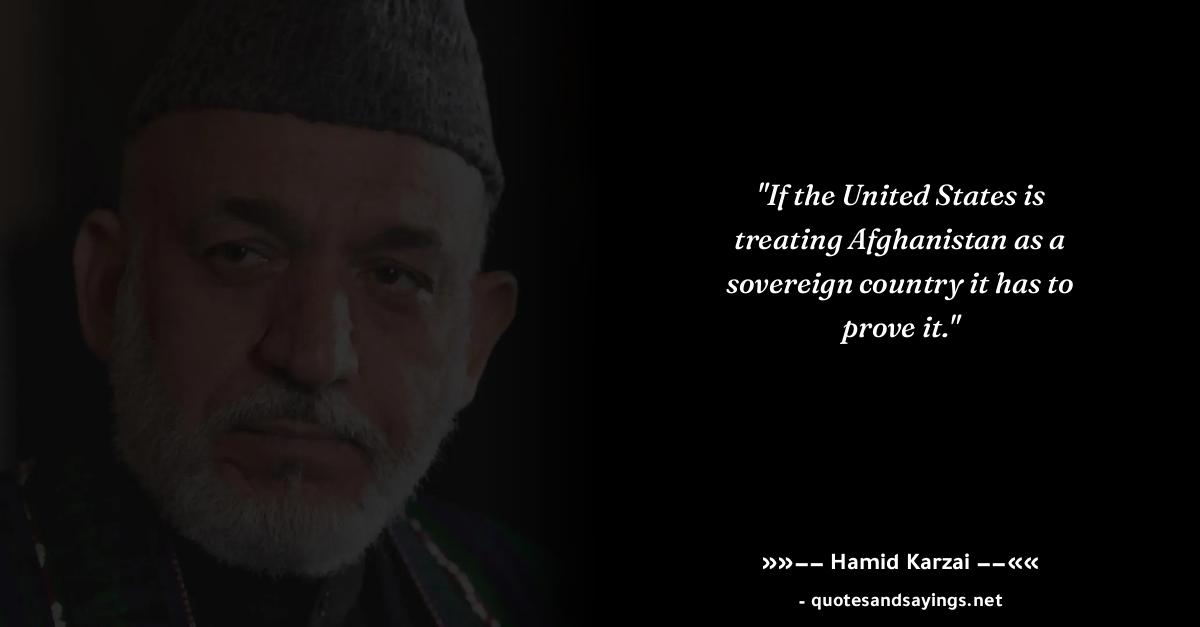 "If the United States is
treating Afghanistan as a
sovereign country it has to
prove it."
»»−− Hamid Karzai −−««
- quotesandsayings.net